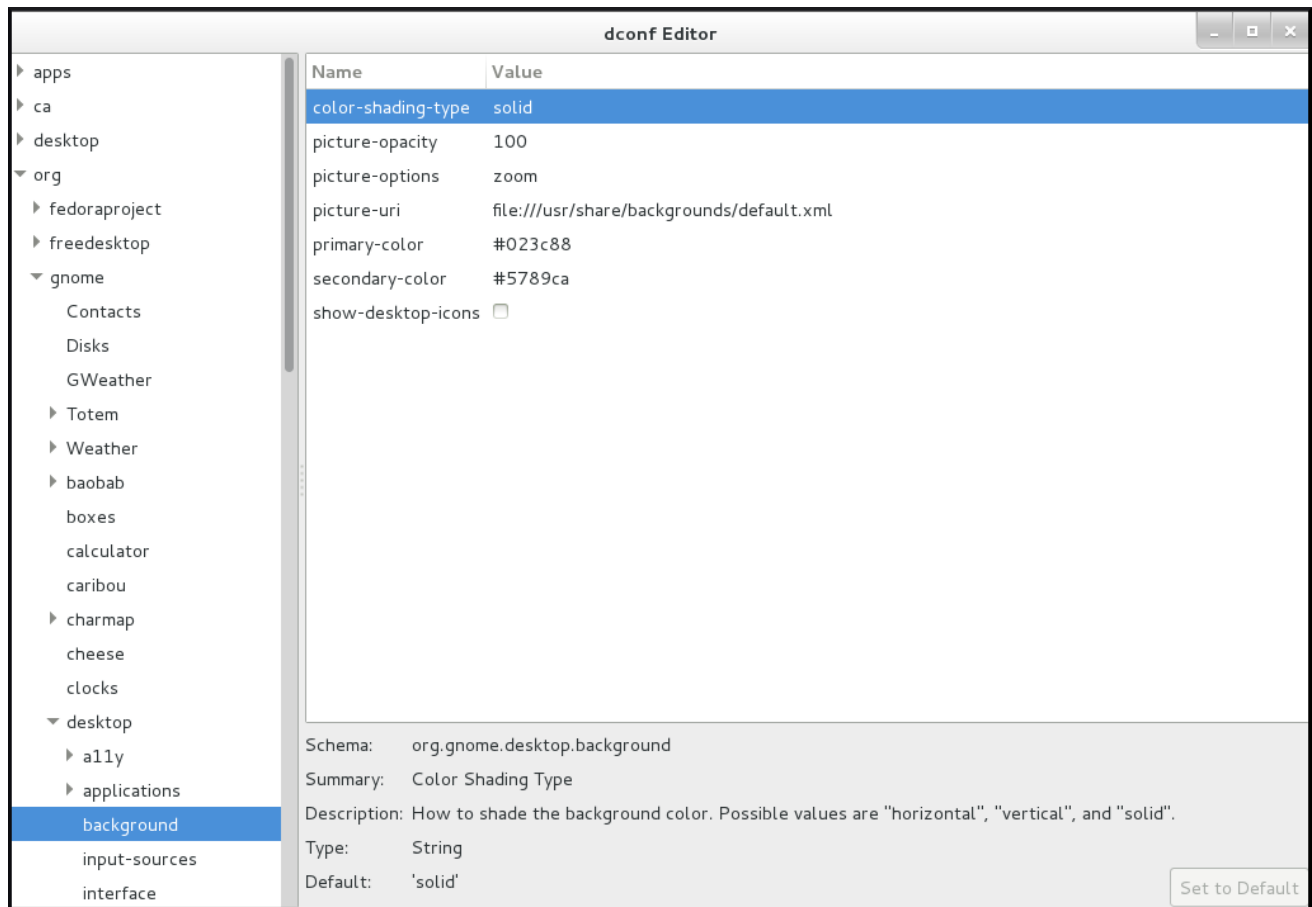 dconf Editor
apps
ca
desktop
org
fedoraproject
freedesktop
gnome
Contacts
Disks
GWeather
Totem
Weather
baobab
boxes
calculator
caribou
charmap
cheese
clocks
desktop
a11y
applications
background
input-sources
interface
Name Value
color-shading-type solid
picture-opacity 100
picture-options zoom
picture-uri file:///usr/share/backgrounds/default.xml
primary-color #023c88
secondary-color #5789ca
show-desktop-icons
Schema: org.gnome.desktop.background
Summary: Color Shading Type
Description: How to shade the background color. Possible values are "horizontal", "vertical", and "solid".
Type: String
Default: 'solid'
Set to Default